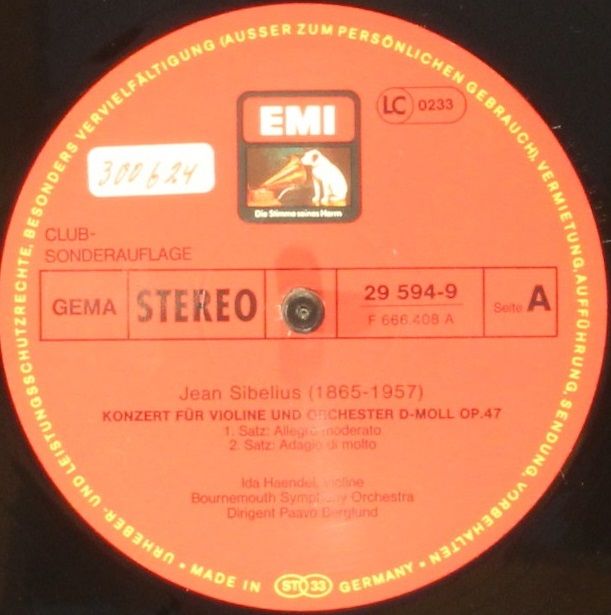 URHEBER- UND LEISTUNGSSCHUTZRECHTE, BESONDERS VERVIELFÄLTIGUNG (AUSSER ZUM PERSÖNLICHEN GEBRAUCH), VERMIETUNG, AUFFÜHRUNG, SENDUNG, VORBEHALTEN
EMI
LC 0233
Die Stimme seines Herrn
300624
CLUB-
SONDERAUFLAGE
GEMA
STEREO
29 594-9
F 666.408 A
Seite A
Jean Sibelius (1865-1957)
KONZERT FÜR VIOLINE UND ORCHESTER D-MOLL OP.47
1. Satz: Allegro moderato
2. Satz: Adagio di molto
Ida Haendel, Violine
Bournemouth Symphony Orchestra
Dirigent Paavo Berglund
• MADE IN ST 33 GERMANY •